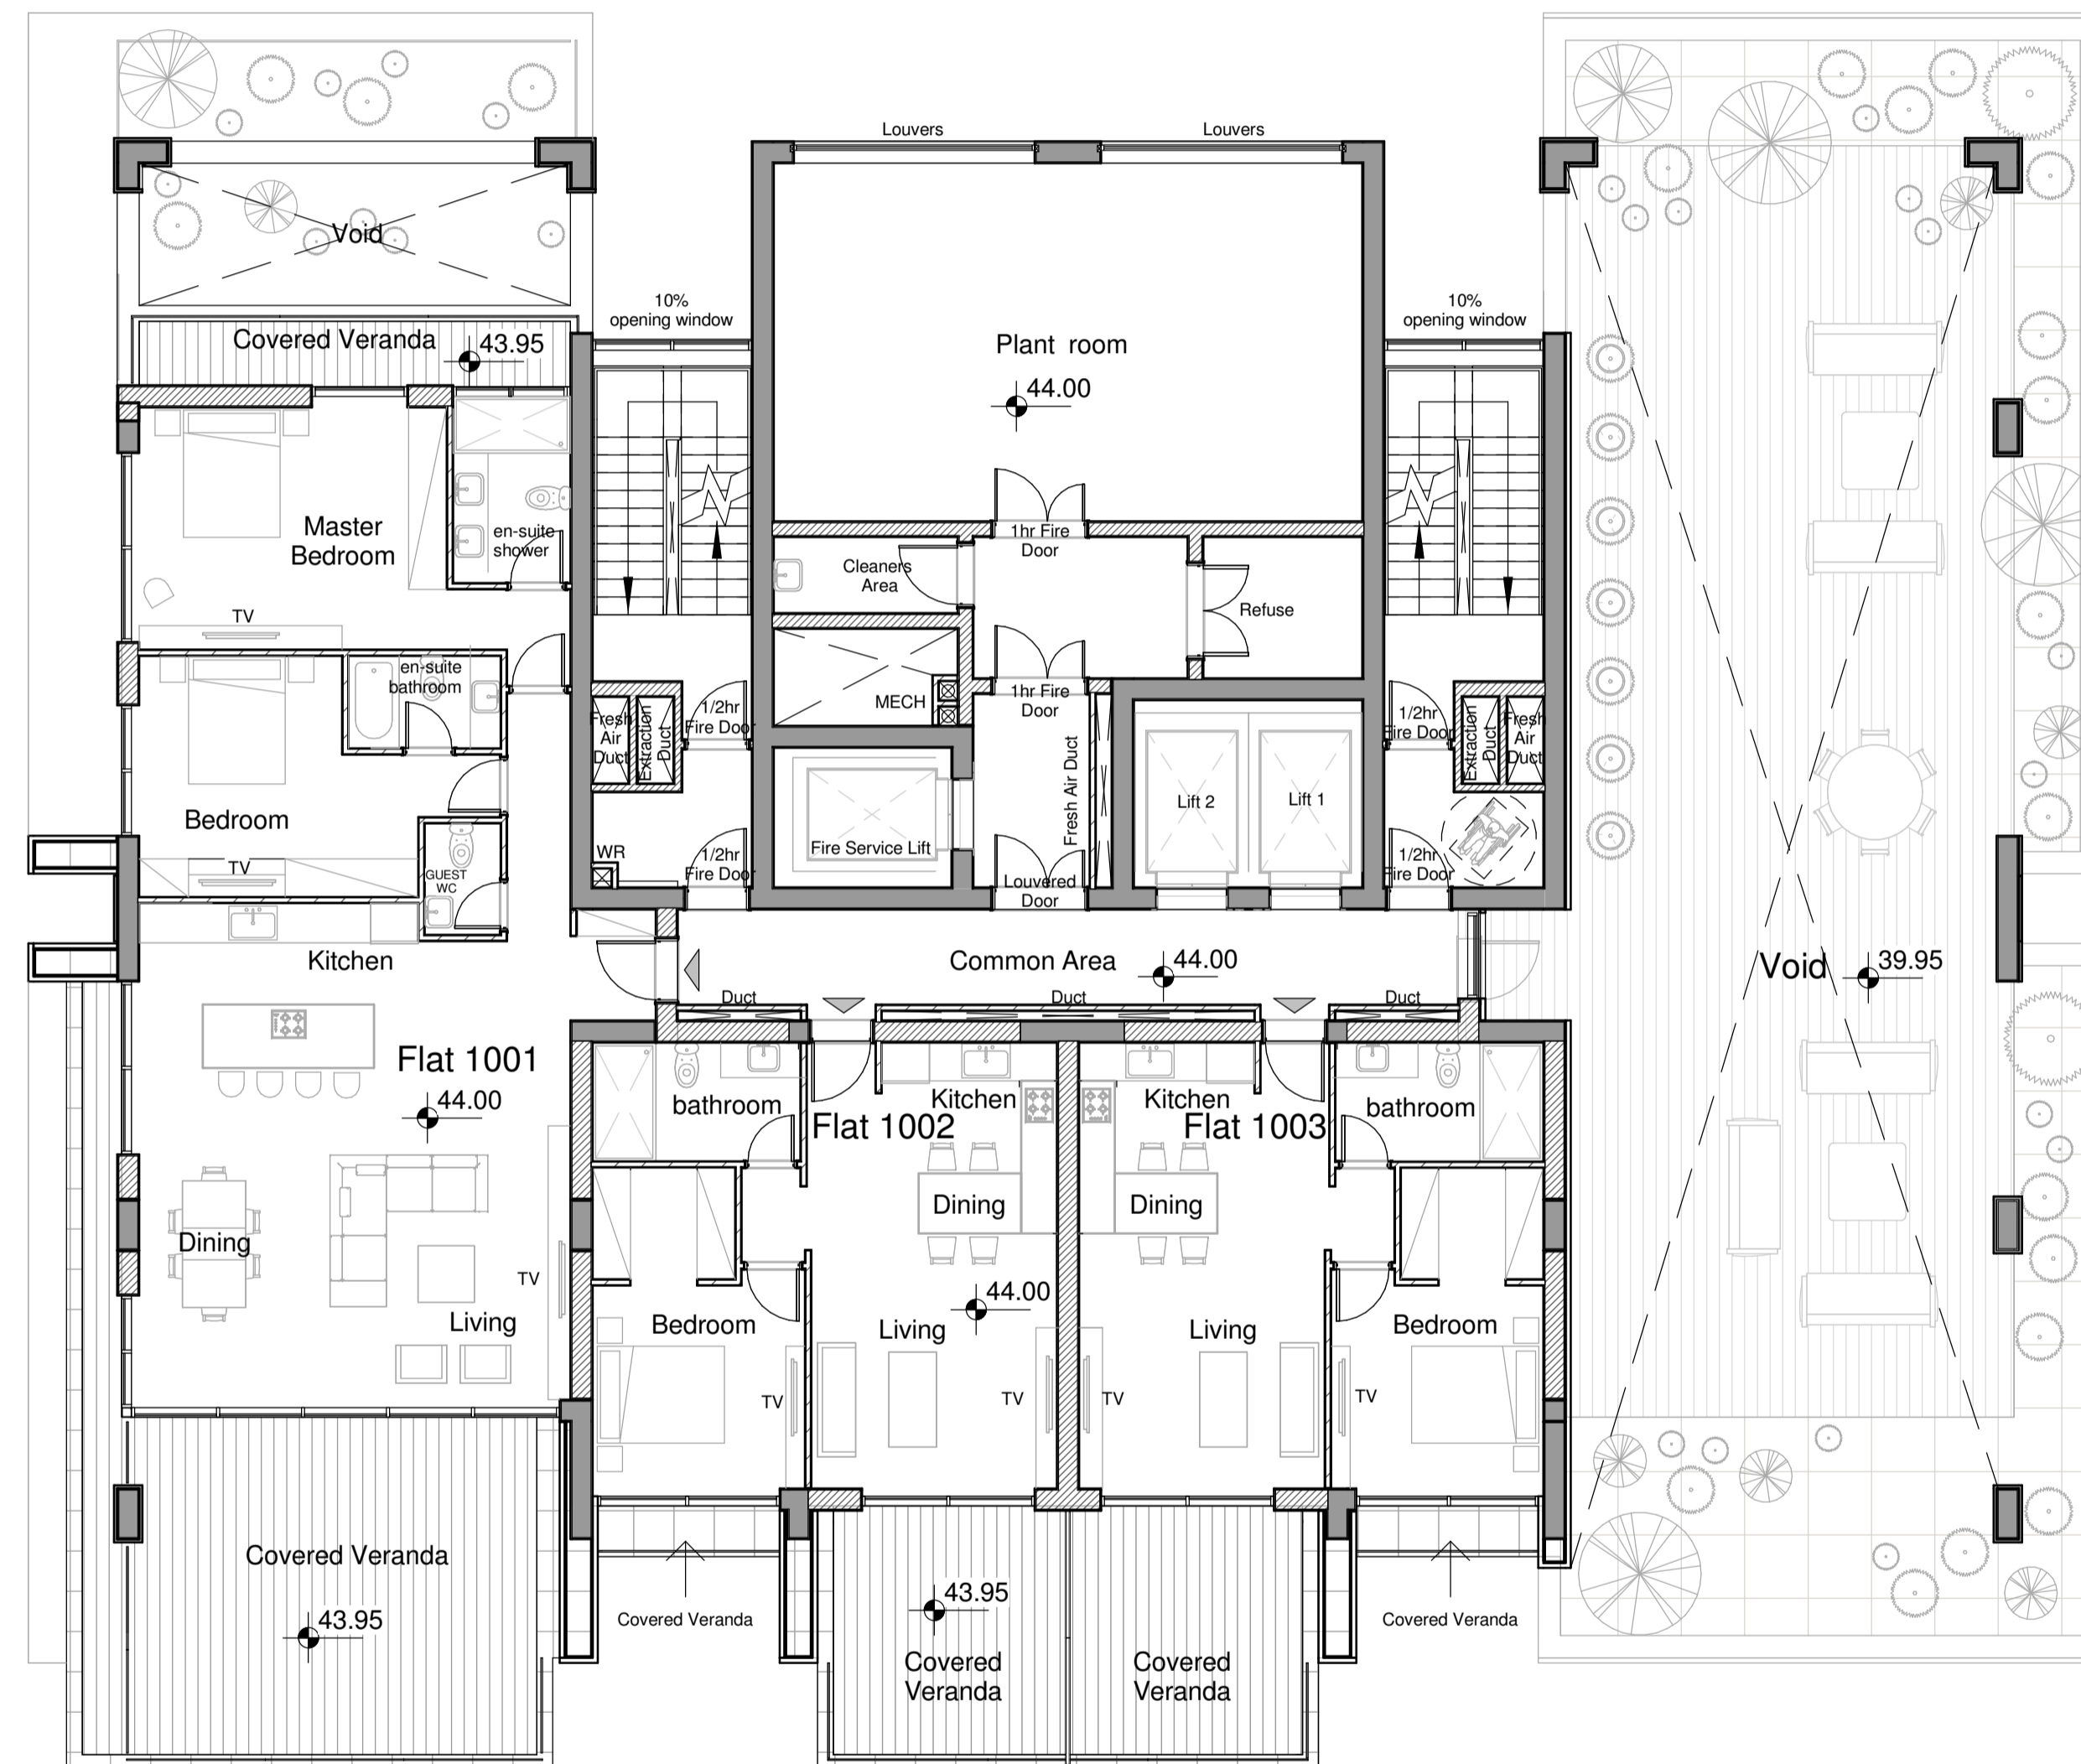 Louvers
Louvers
Void
10%
opening window
10%
opening window
Covered Veranda
43.95
Plant room
44.00
Master
Bedroom
en-suite
shower
1hr Fire
Door
Cleaners
Area
Refuse
TV
en-suite
bathroom
MECH
1hr Fire
Door
1/2hr
Fire Door
1/2hr
Fire Door
Fresh
Air
Duct
Extraction
Duct
Extraction
Duct
Fresh
Air
Duct
Fresh Air Duct
Lift 2
Lift 1
Bedroom
Fire Service Lift
WR
1/2hr
Fire Door
1/2hr
Fire Door
TV
GUEST
WC
Louvered
Door
Kitchen
Common Area
44.00
Void
39.95
Duct
Duct
Duct
Flat 1001
44.00
bathroom
Kitchen
Flat 1002
Kitchen
Flat 1003
bathroom
Dining
Dining
Dining
TV
44.00
Living
Bedroom
Living
Living
Bedroom
TV
TV
TV
TV
Covered Veranda
43.95
Covered Veranda
43.95
Covered
Veranda
Covered
Veranda
Covered Veranda